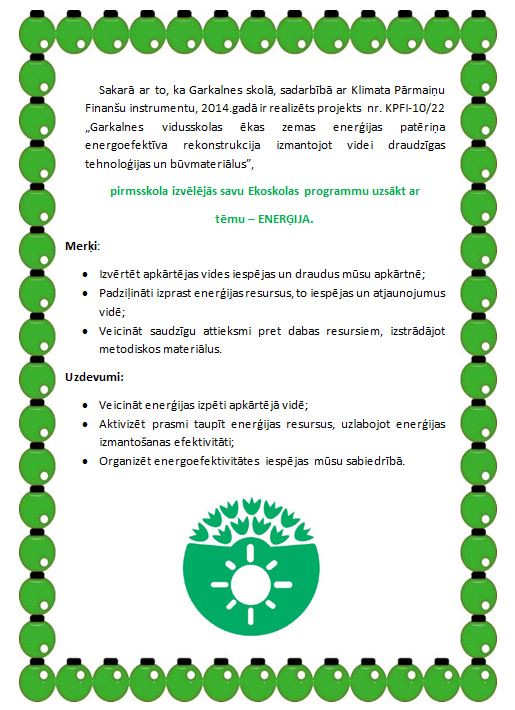 Sakarā ar to, ka Garkalnes skolā, sadarbībā ar Klimata Pārmaiņu
Finanšu instrumentu, 2014.gadā ir realizēts projekts nr. KPFI-10/22
„Garkalnes vidusskolas ēkas zemas enerģijas patēriņa
energoefektīva rekonstrukcija izmantojot videi draudzīgas
tehnoloģijas un būvmateriālus”,
pirmsskola izvēlējās savu Ekoskolas programmu uzsākt ar
tēmu – ENERĢIJA.
Merķi:
• Izvērtēt apkārtējas vides iespējas un draudus mūsu apkārtnē;
• Padziļināti izprast enerģijas resursus, to iespējas un atjaunojumus
vidē;
• Veicināt saudzīgu attieksmi pret dabas resursiem, izstrādājot
metodiskos materiālus.
Uzdevumi:
• Veicināt enerģijas izpēti apkārtējā vidē;
• Aktivizēt prasmi taupīt enerģijas resursus, uzlabojot enerģijas
izmantošanas efektivitāti;
• Organizēt energoefektivitātes iespējas mūsu sabiedrībā.